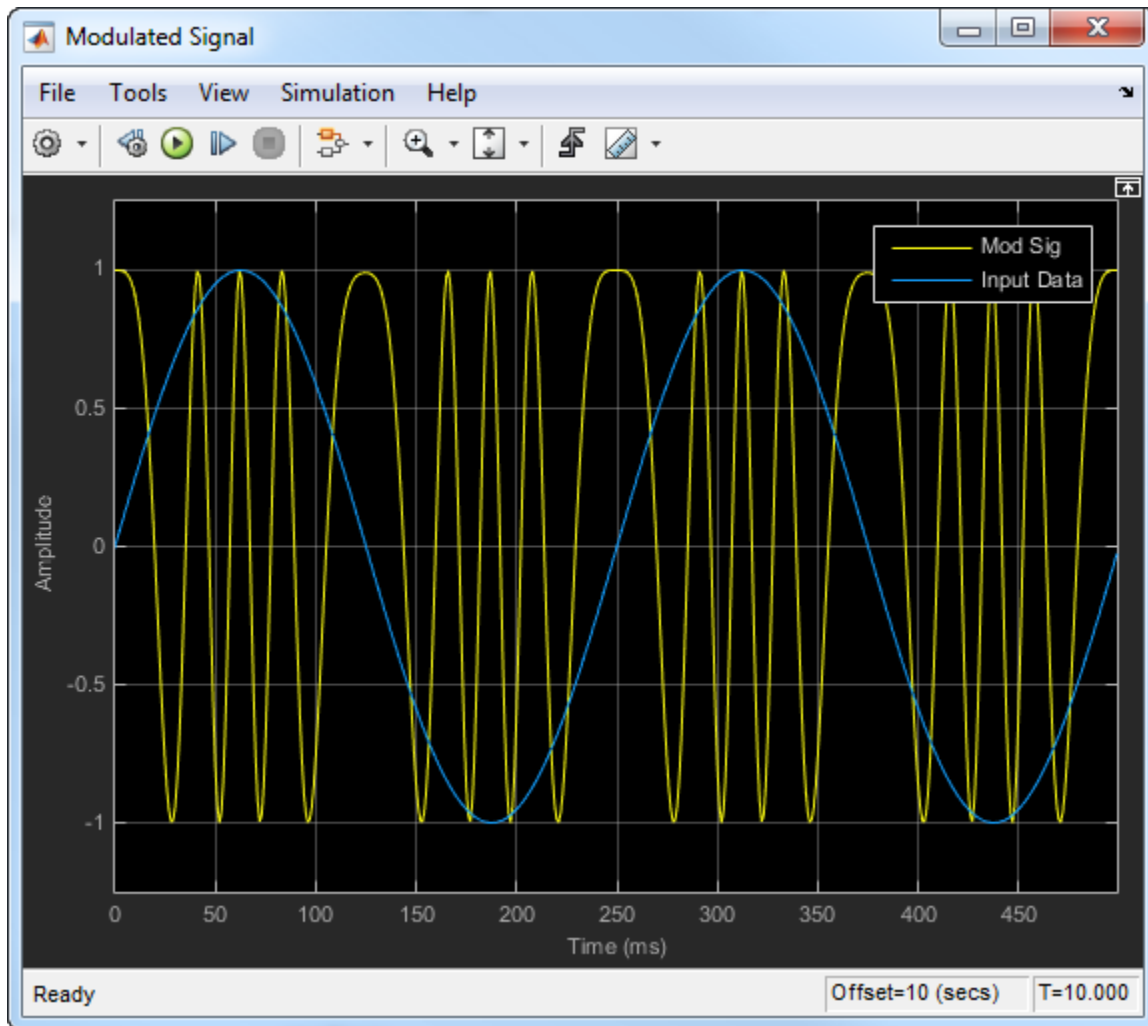 Modulated Signal
File Tools View Simulation Help
Mod Sig
Input Data
1
0.5
0
-0.5
-1
Amplitude
0 50 100 150 200 250 300 350 400 450
Time (ms)
Ready Offset=10 (secs) T=10.000